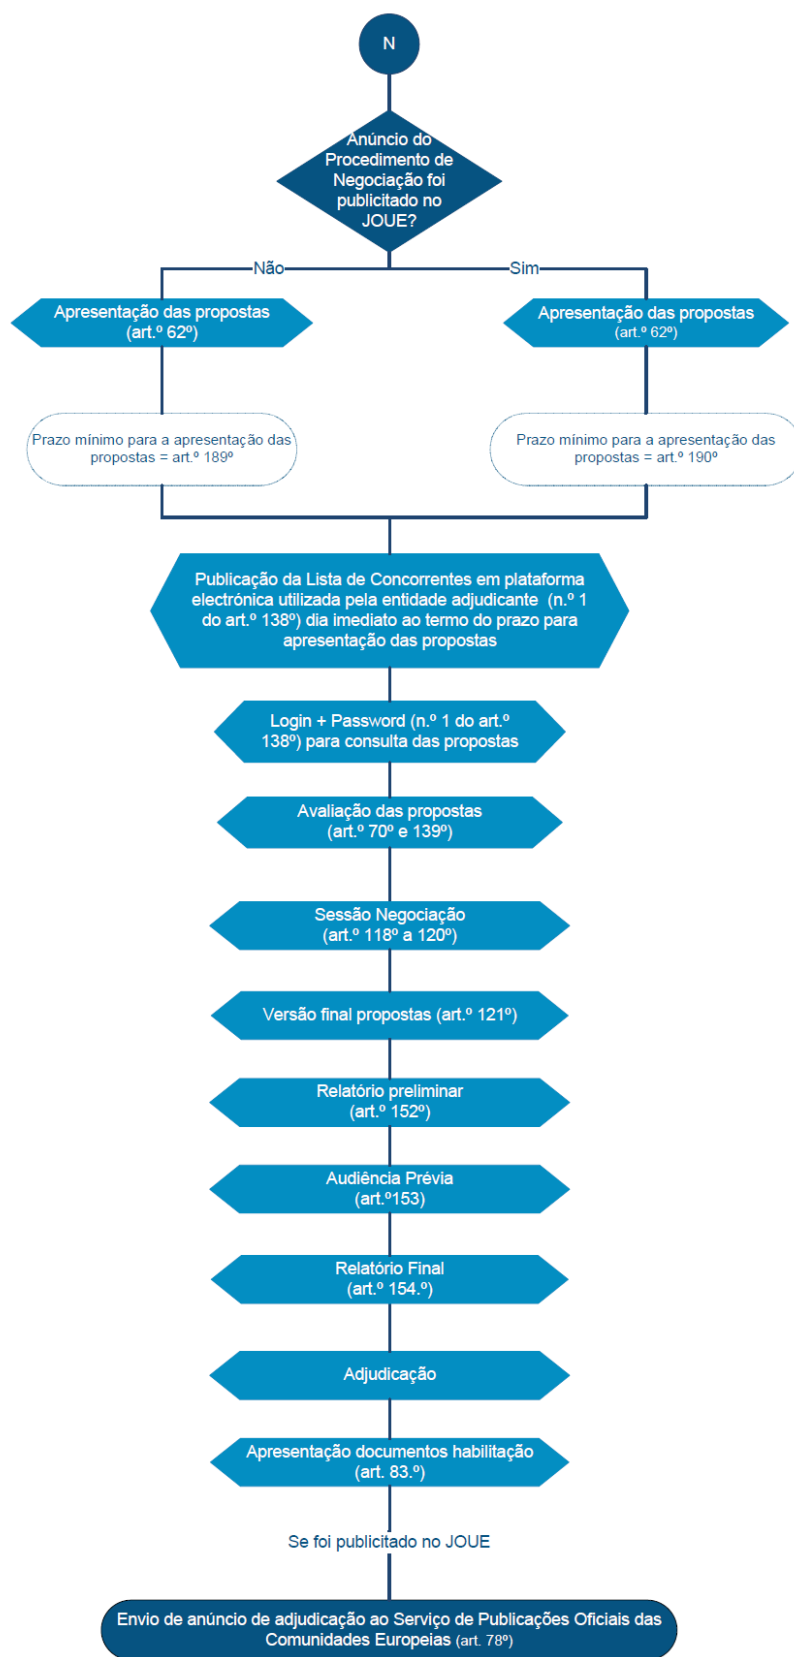 N
Anúncio do
Procedimento de
Negociação foi
publicitado no
JOUE?
Não
Sim
Apresentação das propostas
(art.º 62º)
Apresentação das propostas
(art.º 62º)
Prazo mínimo para a apresentação das
propostas = art.º 189º
Prazo mínimo para a apresentação das
propostas = art.º 190º
Publicação da Lista de Concorrentes em plataforma
electrónica utilizada pela entidade adjudicante (n.º 1
do art.º 138º) dia imediato ao termo do prazo para
apresentação das propostas
Login + Password (n.º 1 do art.º
138º) para consulta das propostas
Avaliação das propostas
(art.º 70º e 139º)
Sessão Negociação
(art.º 118º a 120º)
Versão final propostas (art.º 121º)
Relatório preliminar
(art.º 152º)
Audiência Prévia
(art.º153)
Relatório Final
(art.º 154.º)
Adjudicação
Apresentação documentos habilitação
(art. 83.º)
Se foi publicitado no JOUE
Envio de anúncio de adjudicação ao Serviço de Publicações Oficiais das
Comunidades Europeias (art. 78º)